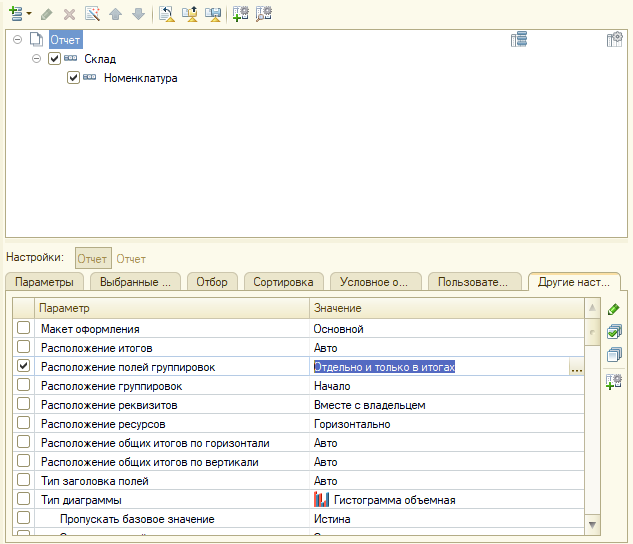 Отчет
Склад
Номенклатура
Настройки: Отчет Отчет
Параметры Выбранные ... Отбор Сортировка Условное о... Пользовате... Другие наст...
Параметр Значение
Макет оформления Основной
Расположение итогов Авто
Расположение полей группировок Отдельно и только в итогах ...
Расположение группировок Начало
Расположение реквизитов Вместе с владельцем
Расположение ресурсов Горизонтально
Расположение общих итогов по горизонтали Авто
Расположение общих итогов по вертикали Авто
Тип заголовка полей Авто
Тип диаграммы Гистограмма объемная
Пропускать базовое значение Истина